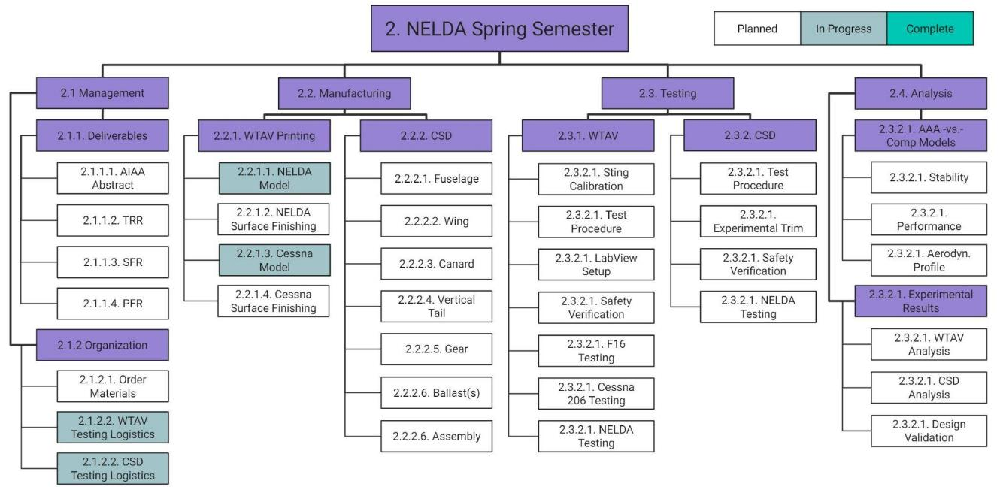 2. NELDA Spring Semester
Planned
In Progress
Complete
2.1 Management
2.1.1. Deliverables
2.1.1.1. AIAA
Abstract
2.1.1.2. TRR
2.1.1.3. SFR
2.1.1.4. PFR
2.1.2 Organization
2.1.2.1. Order
Materials
2.1.2.2. WTAV
Testing Logistics
2.1.2.2. CSD
Testing Logistics
2.2. Manufacturing
2.2.1. WTAV Printing
2.2.1.1. NELDA
Model
2.2.1.2. NELDA
Surface Finishing
2.2.1.3. Cessna
Model
2.2.1.4. Cessna
Surface Finishing
2.2.2. CSD
2.2.2.1. Fuselage
2.2.2.2. Wing
2.2.2.3. Canard
2.2.2.4. Vertical
Tail
2.2.2.5. Gear
2.2.2.6. Ballast(s)
2.2.2.6. Assembly
2.3. Testing
2.3.1. WTAV
2.3.2.1. Sting
Calibration
2.3.2.1. Test
Procedure
2.3.2.1. LabView
Setup
2.3.2.1. Safety
Verification
2.3.2.1. F16
Testing
2.3.2.1. Cessna
206 Testing
2.3.2.1. NELDA
Testing
2.3.2. CSD
2.3.2.1. Test
Procedure
2.3.2.1.
Experimental Trim
2.3.2.1. Safety
Verification
2.3.2.1. NELDA
Testing
2.4. Analysis
2.3.2.1. AAA -vs.-
Comp Models
2.3.2.1. Stability
2.3.2.1.
Performance
2.3.2.1. Aerodyn.
Profile
2.3.2.1. Experimental
Results
2.3.2.1. WTAV
Analysis
2.3.2.1. CSD
Analysis
2.3.2.1. Design
Validation